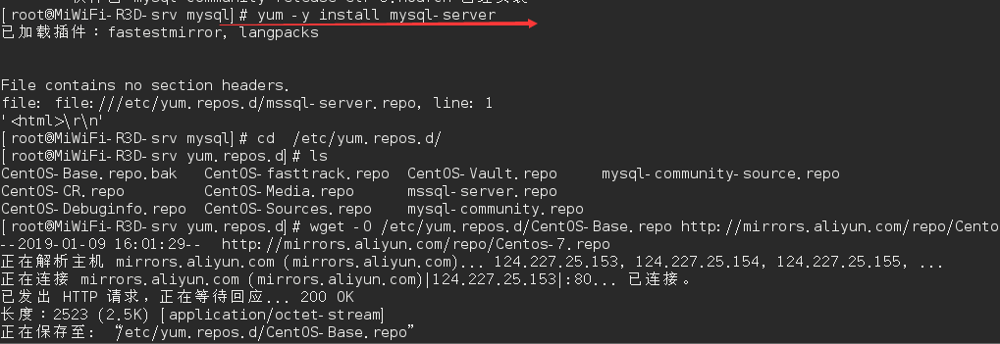 [root@MiWiFi-R3D-srv mysql]# yum -y install mysql-server
已加载插件：fastestmirror, langpacks
File contains no section headers.
file: file:///etc/yum.repos.d/mssql-server.repo, line: 1
'<html>\r\n'
[root@MiWiFi-R3D-srv mysql]# cd  /etc/yum.repos.d/
[root@MiWiFi-R3D-srv yum.repos.d]# ls
CentOS-Base.repo.bak   CentOS-fasttrack.repo  CentOS-Vault.repo     mysql-community-source.repo
CentOS-CR.repo         CentOS-Media.repo      mssql-server.repo
CentOS-Debuginfo.repo  CentOS-Sources.repo    mysql-community.repo
[root@MiWiFi-R3D-srv yum.repos.d]# wget -O /etc/yum.repos.d/CentOS-Base.repo http://mirrors.aliyun.com/repo/Cento
--2019-01-09 16:01:29--  http://mirrors.aliyun.com/repo/Centos-7.repo
正在解析主机 mirrors.aliyun.com (mirrors.aliyun.com)... 124.227.25.153, 124.227.25.154, 124.227.25.155, ...
正在连接 mirrors.aliyun.com (mirrors.aliyun.com)|124.227.25.153|:80... 已连接。
已发出 HTTP 请求，正在等待回应... 200 OK
长度：2523 (2.5K) [application/octet-stream]
正在保存至: “/etc/yum.repos.d/CentOS-Base.repo”